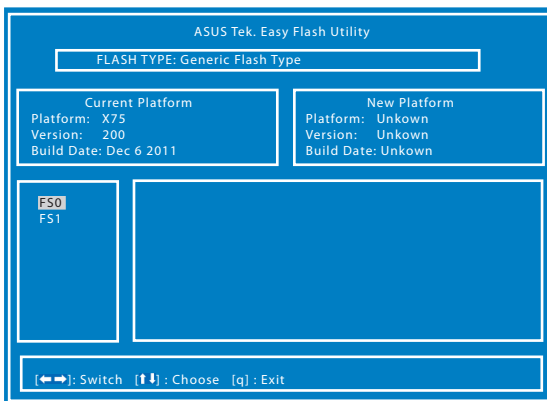 ASUS Tek. Easy Flash Utility
FLASH TYPE: Generic Flash Type
Current Platform
Platform: X75
Version: 200
Build Date: Dec 6 2011
New Platform
Platform: Unkown
Version: Unkown
Build Date: Unkown
FS0
FS1
[←→]: Switch [↑↓] : Choose [q] : Exit